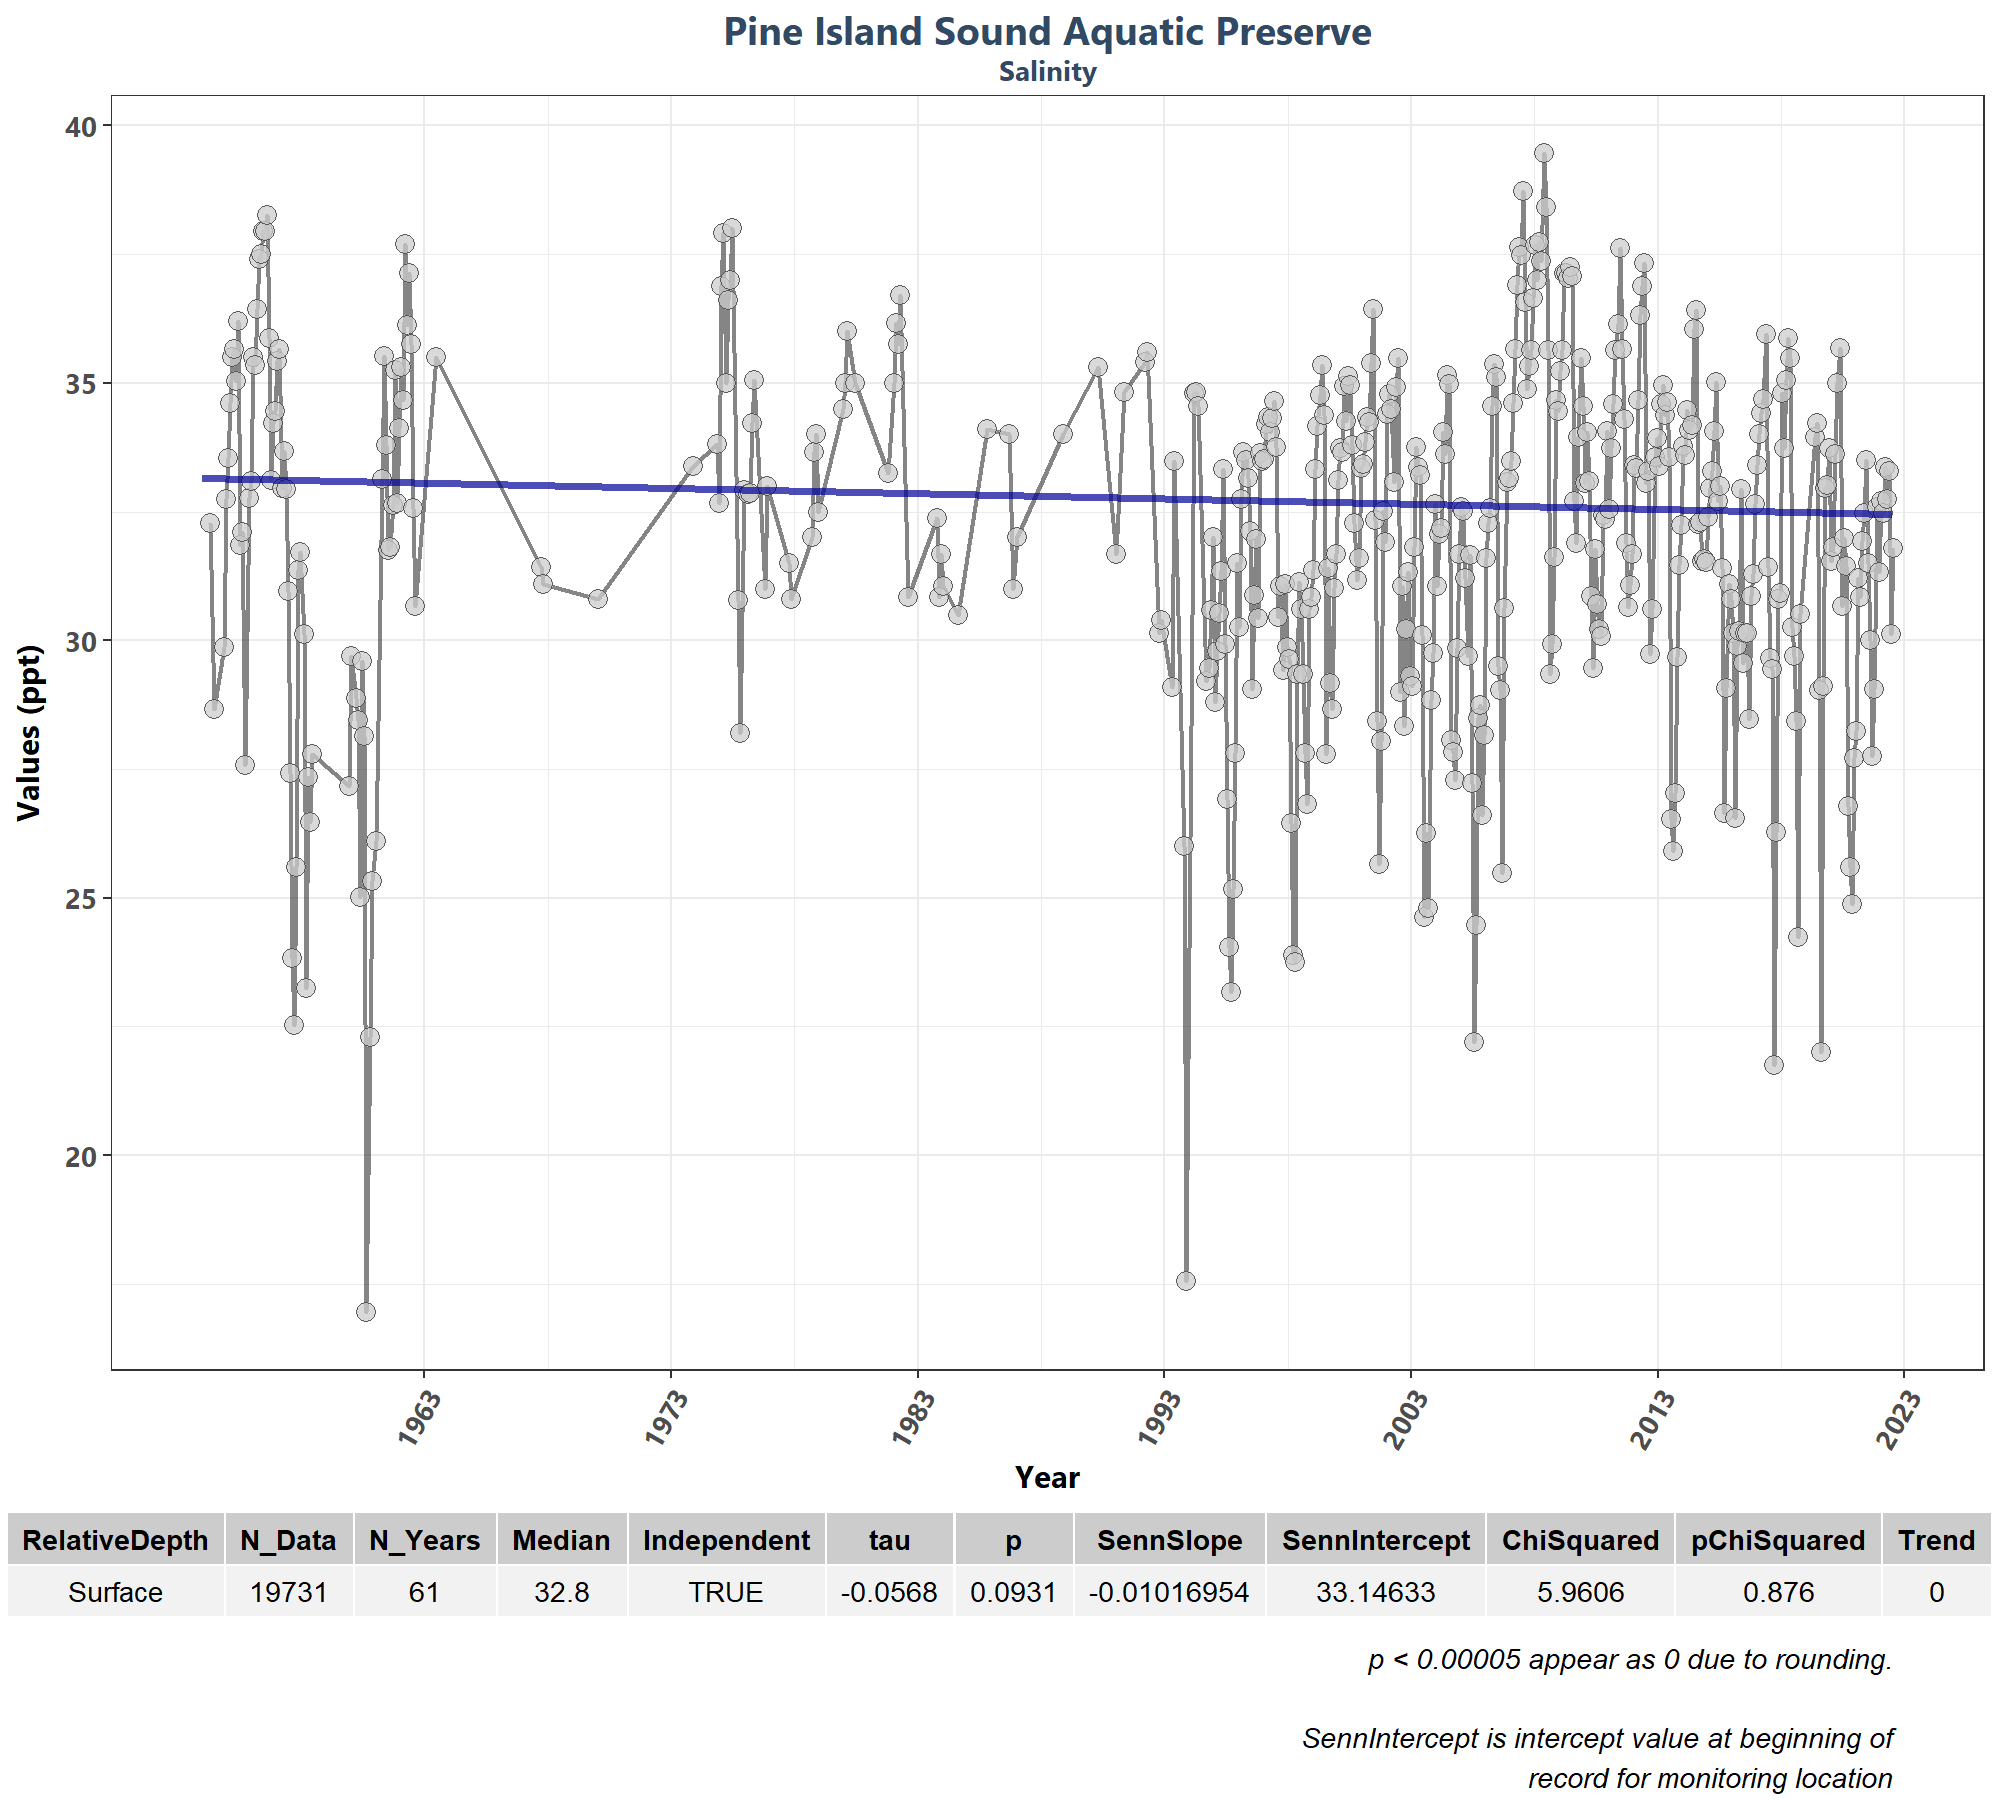 Pine Island Sound Aquatic Preserve
Salinity
40
35
30
25
20
Values (ppt)
1963
1973
1983
1993
2003
2013
2023
Year
RelativeDepth N_Data N_Years Median Independent tau p SennSlope SennIntercept ChiSquared pChiSquared Trend
Surface 19731 61 32.8 TRUE -0.0568 0.0931 -0.01016954 33.14633 5.9606 0.876 0
p < 0.00005 appear as 0 due to rounding.
SennIntercept is intercept value at beginning of
record for monitoring location